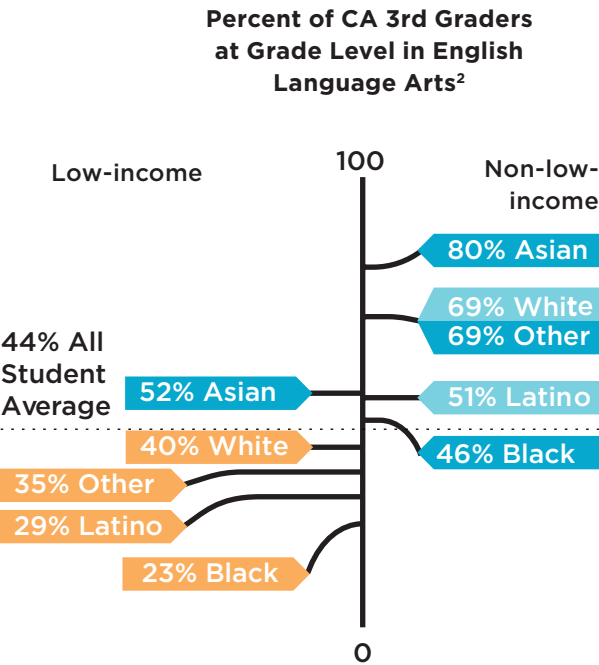 Percent of CA 3rd Graders
at Grade Level in English
Language Arts²
Low-income
100
Non-low-
income
80% Asian
69% White
69% Other
44% All
Student
Average
52% Asian
51% Latino
40% White
46% Black
35% Other
29% Latino
23% Black
0